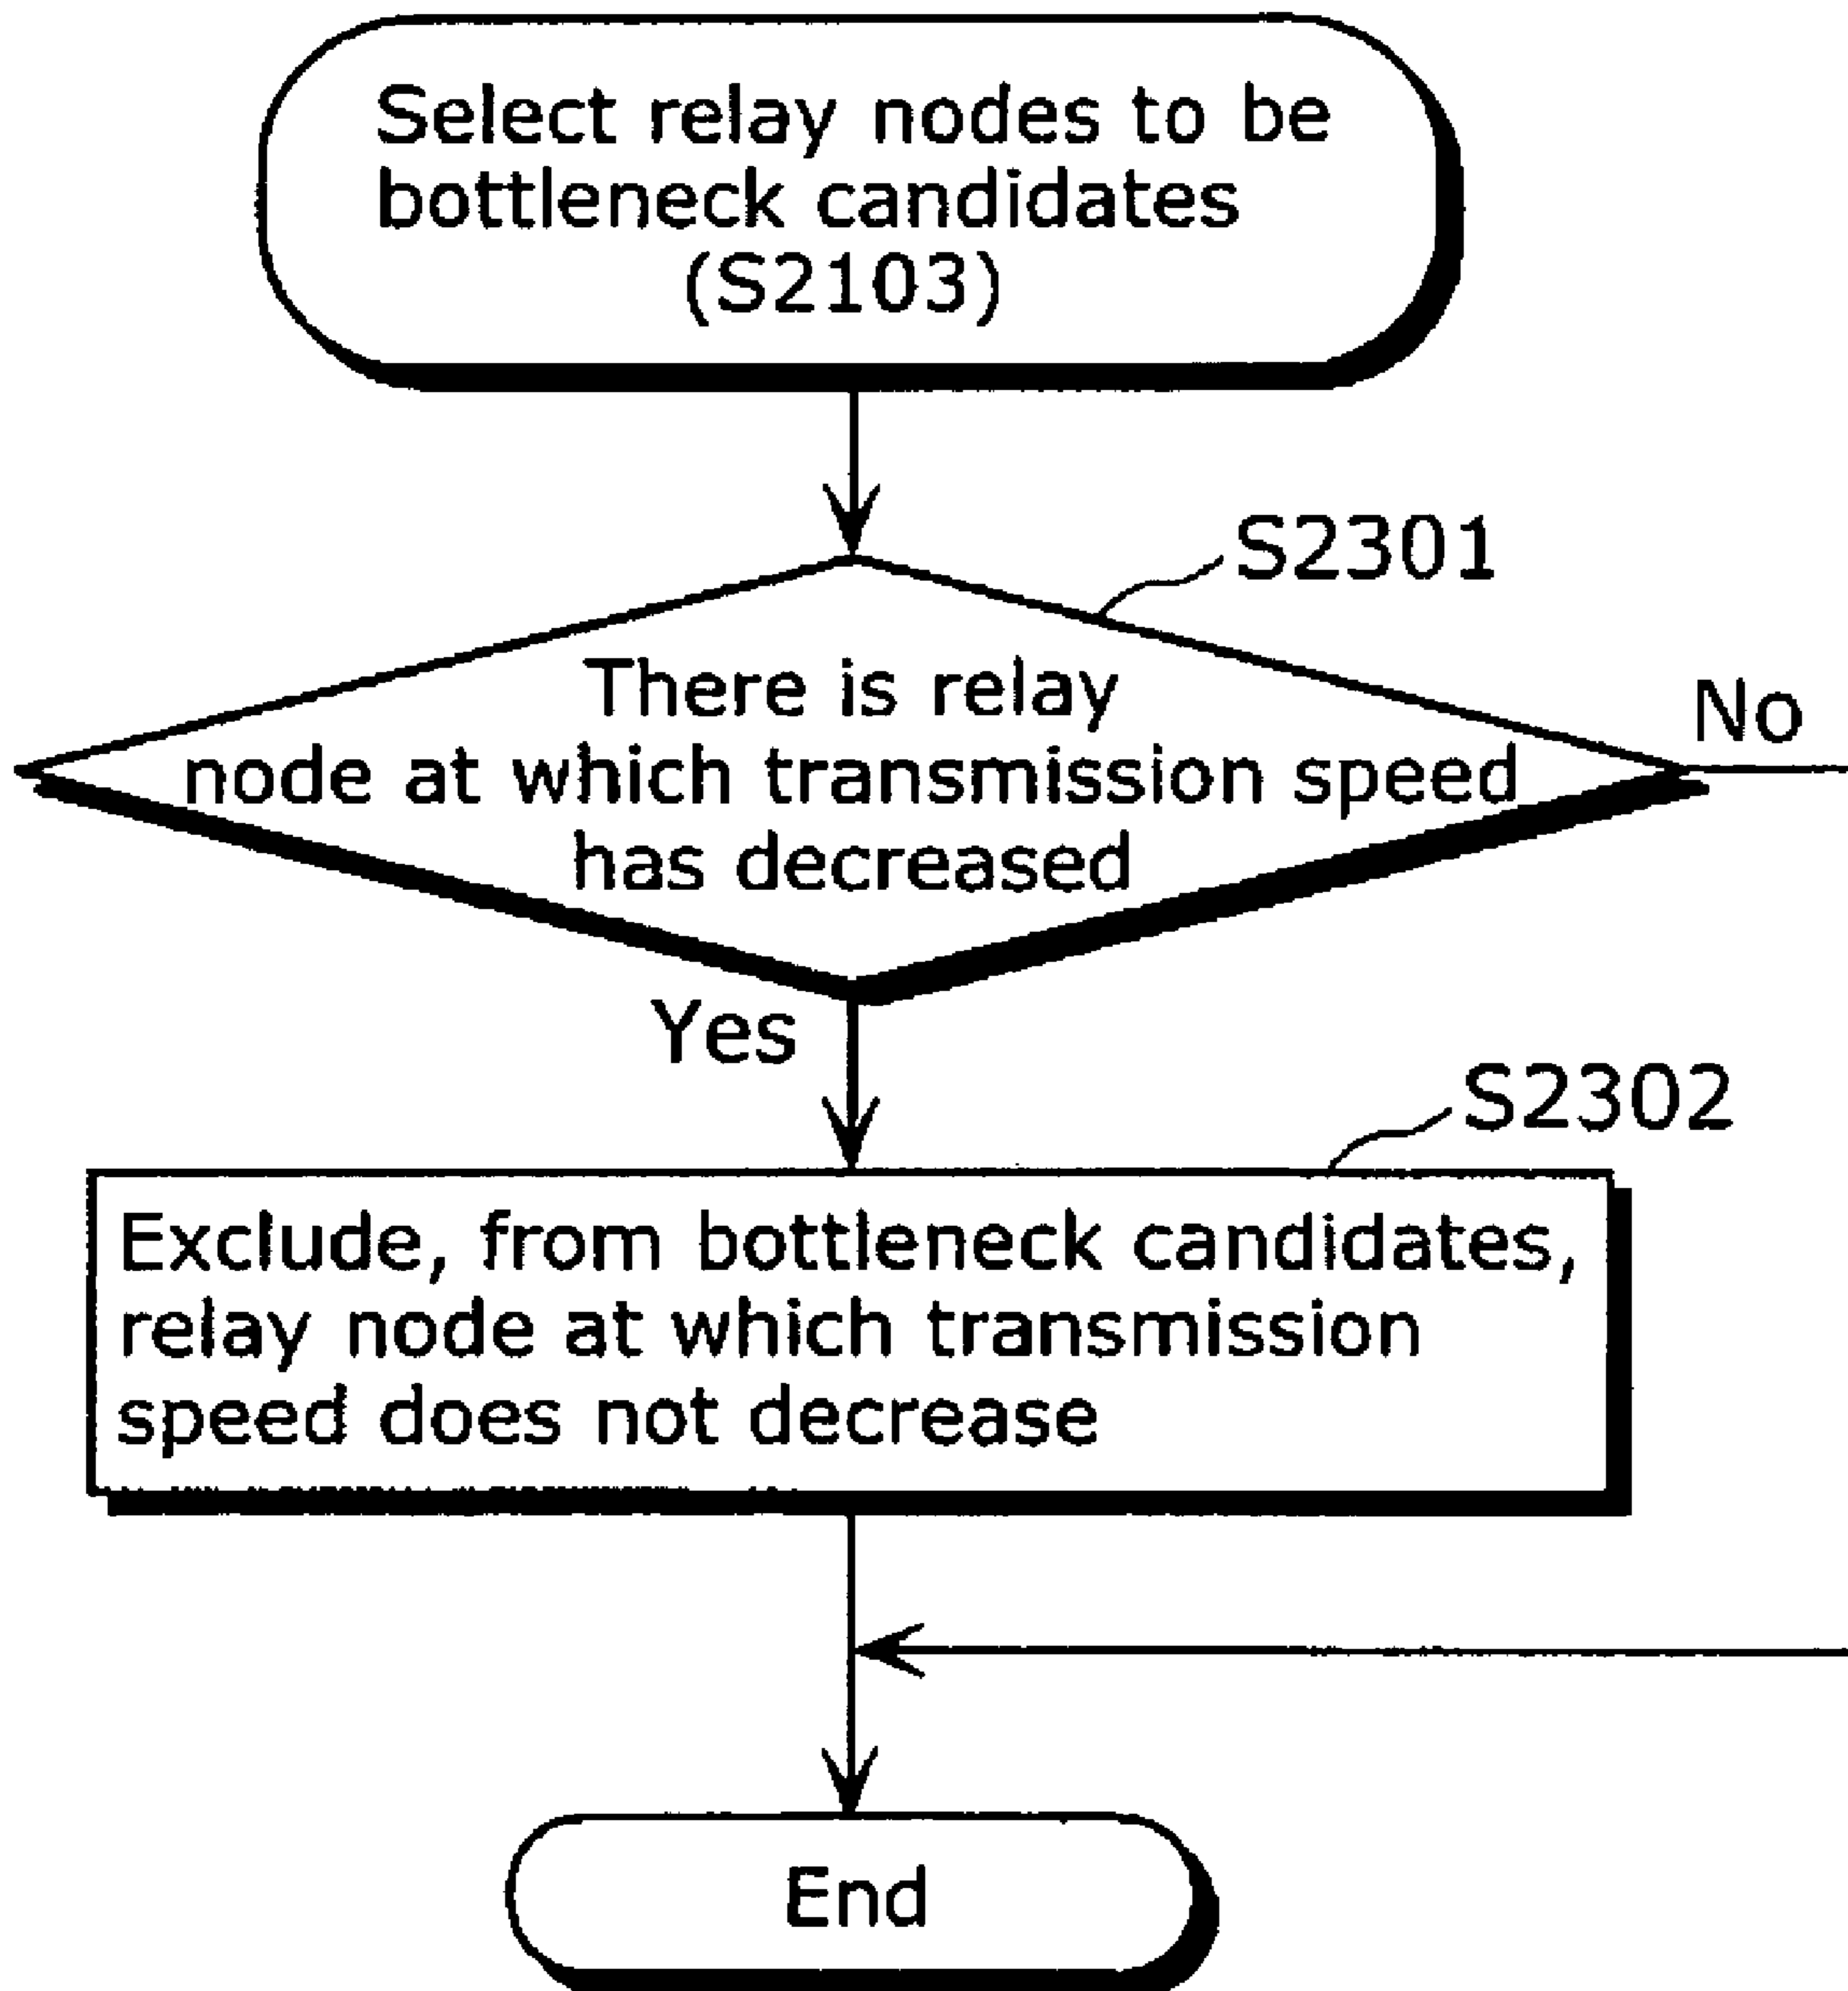 Select relay nodes to be
bottleneck candidates
(S2103)
S2301
There is relay
node at which transmission speed
has decreased
No
Yes
S2302
Exclude, from bottleneck candidates,
relay node at which transmission
speed does not decrease
End